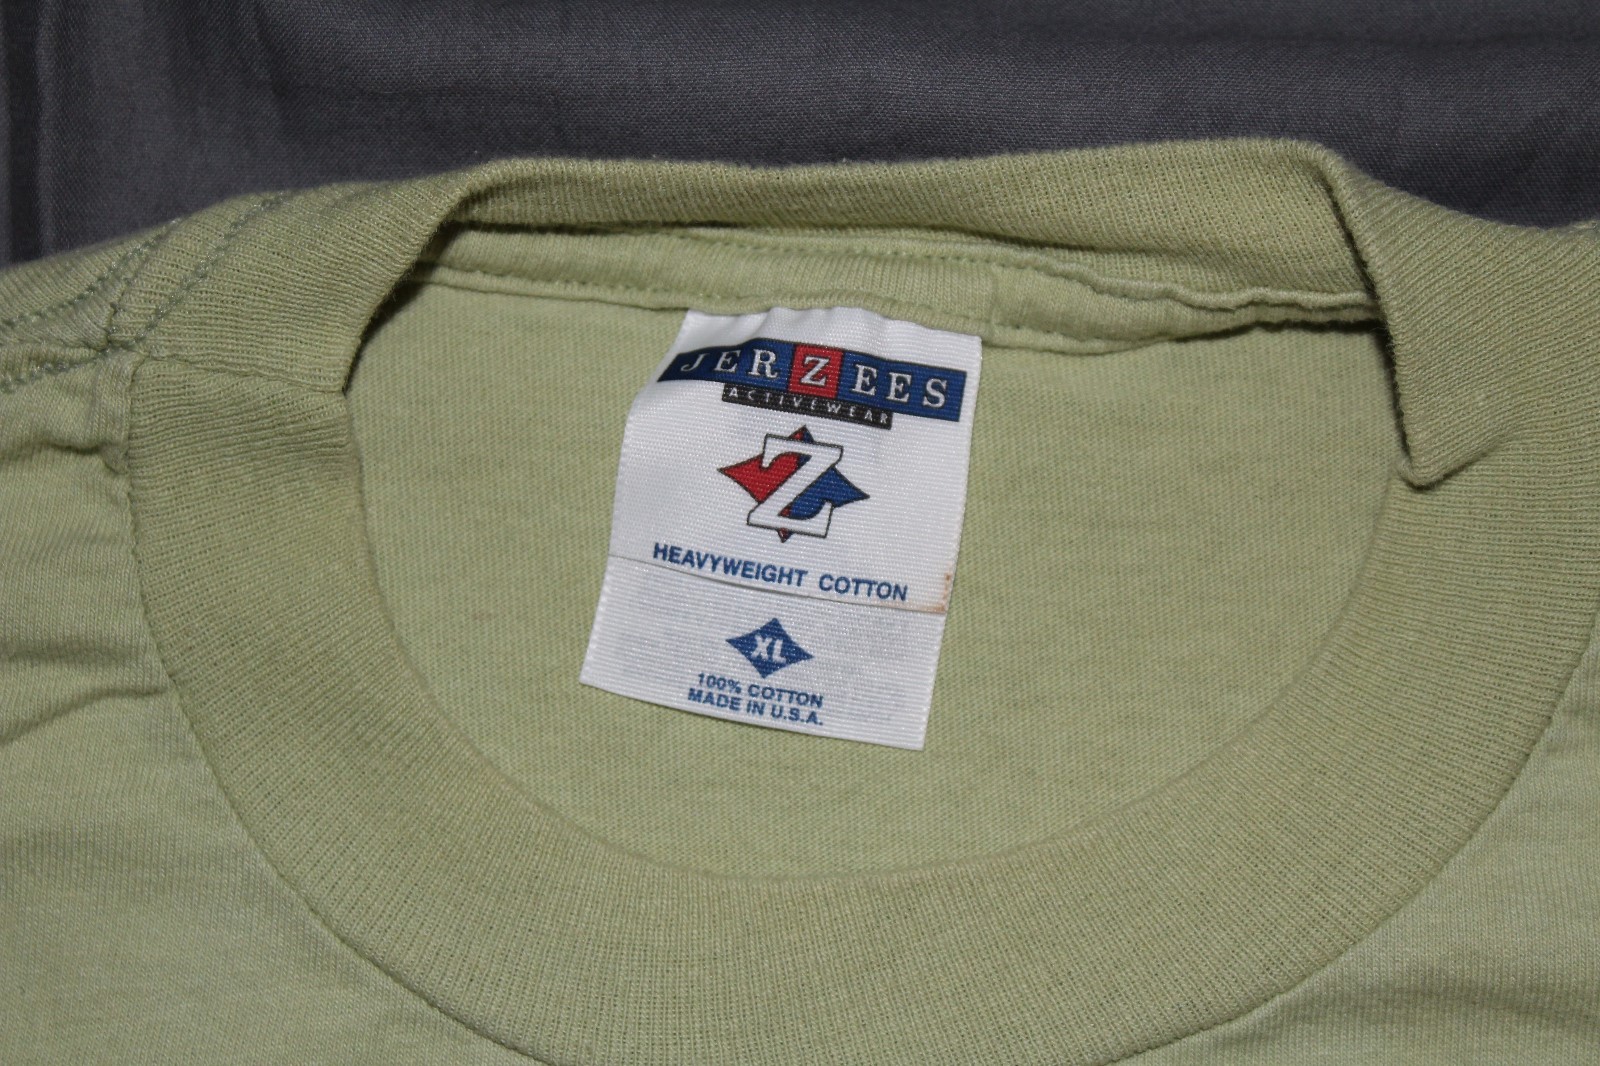 JERZEES
ACTIVEWEAR
Z
HEAVYWEIGHT COTTON
XL
100% COTTON
MADE IN U.S.A.